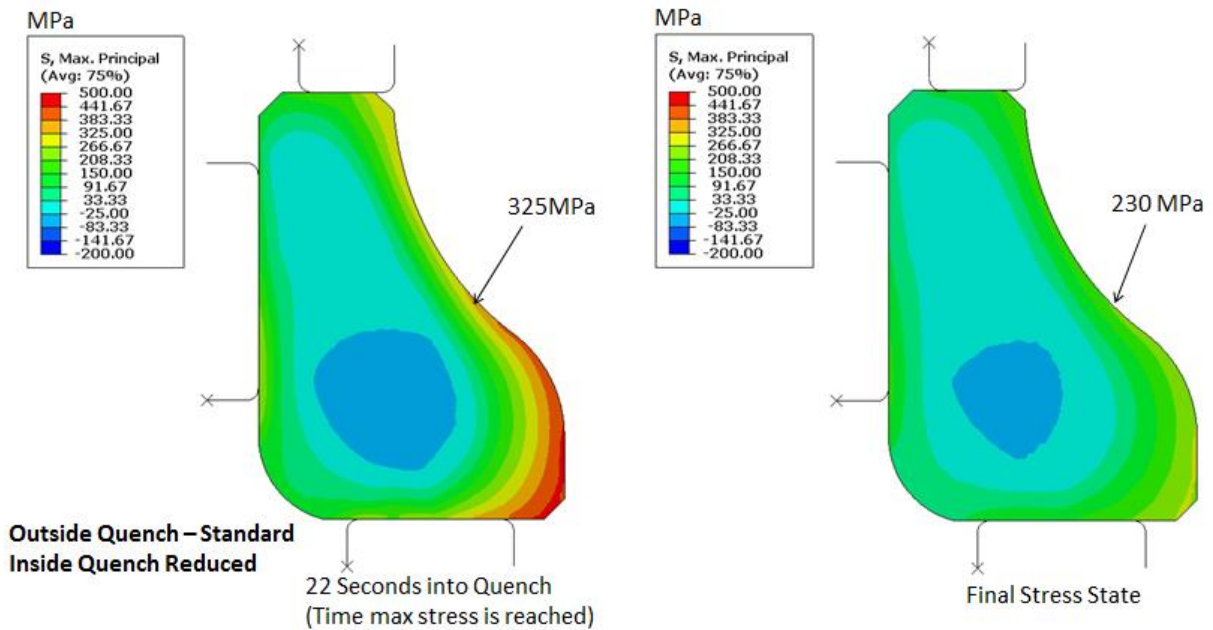 MPa
S, Max. Principal
(Avg: 75%)
500.00
441.67
383.33
325.00
266.67
208.33
150.00
91.67
33.33
-25.00
-83.33
-141.67
-200.00
325MPa
Outside Quench – Standard
Inside Quench Reduced
22 Seconds into Quench
(Time max stress is reached)
MPa
S, Max. Principal
(Avg: 75%)
500.00
441.67
383.33
325.00
266.67
208.33
150.00
91.67
33.33
-25.00
-83.33
-141.67
-200.00
230 MPa
Final Stress State